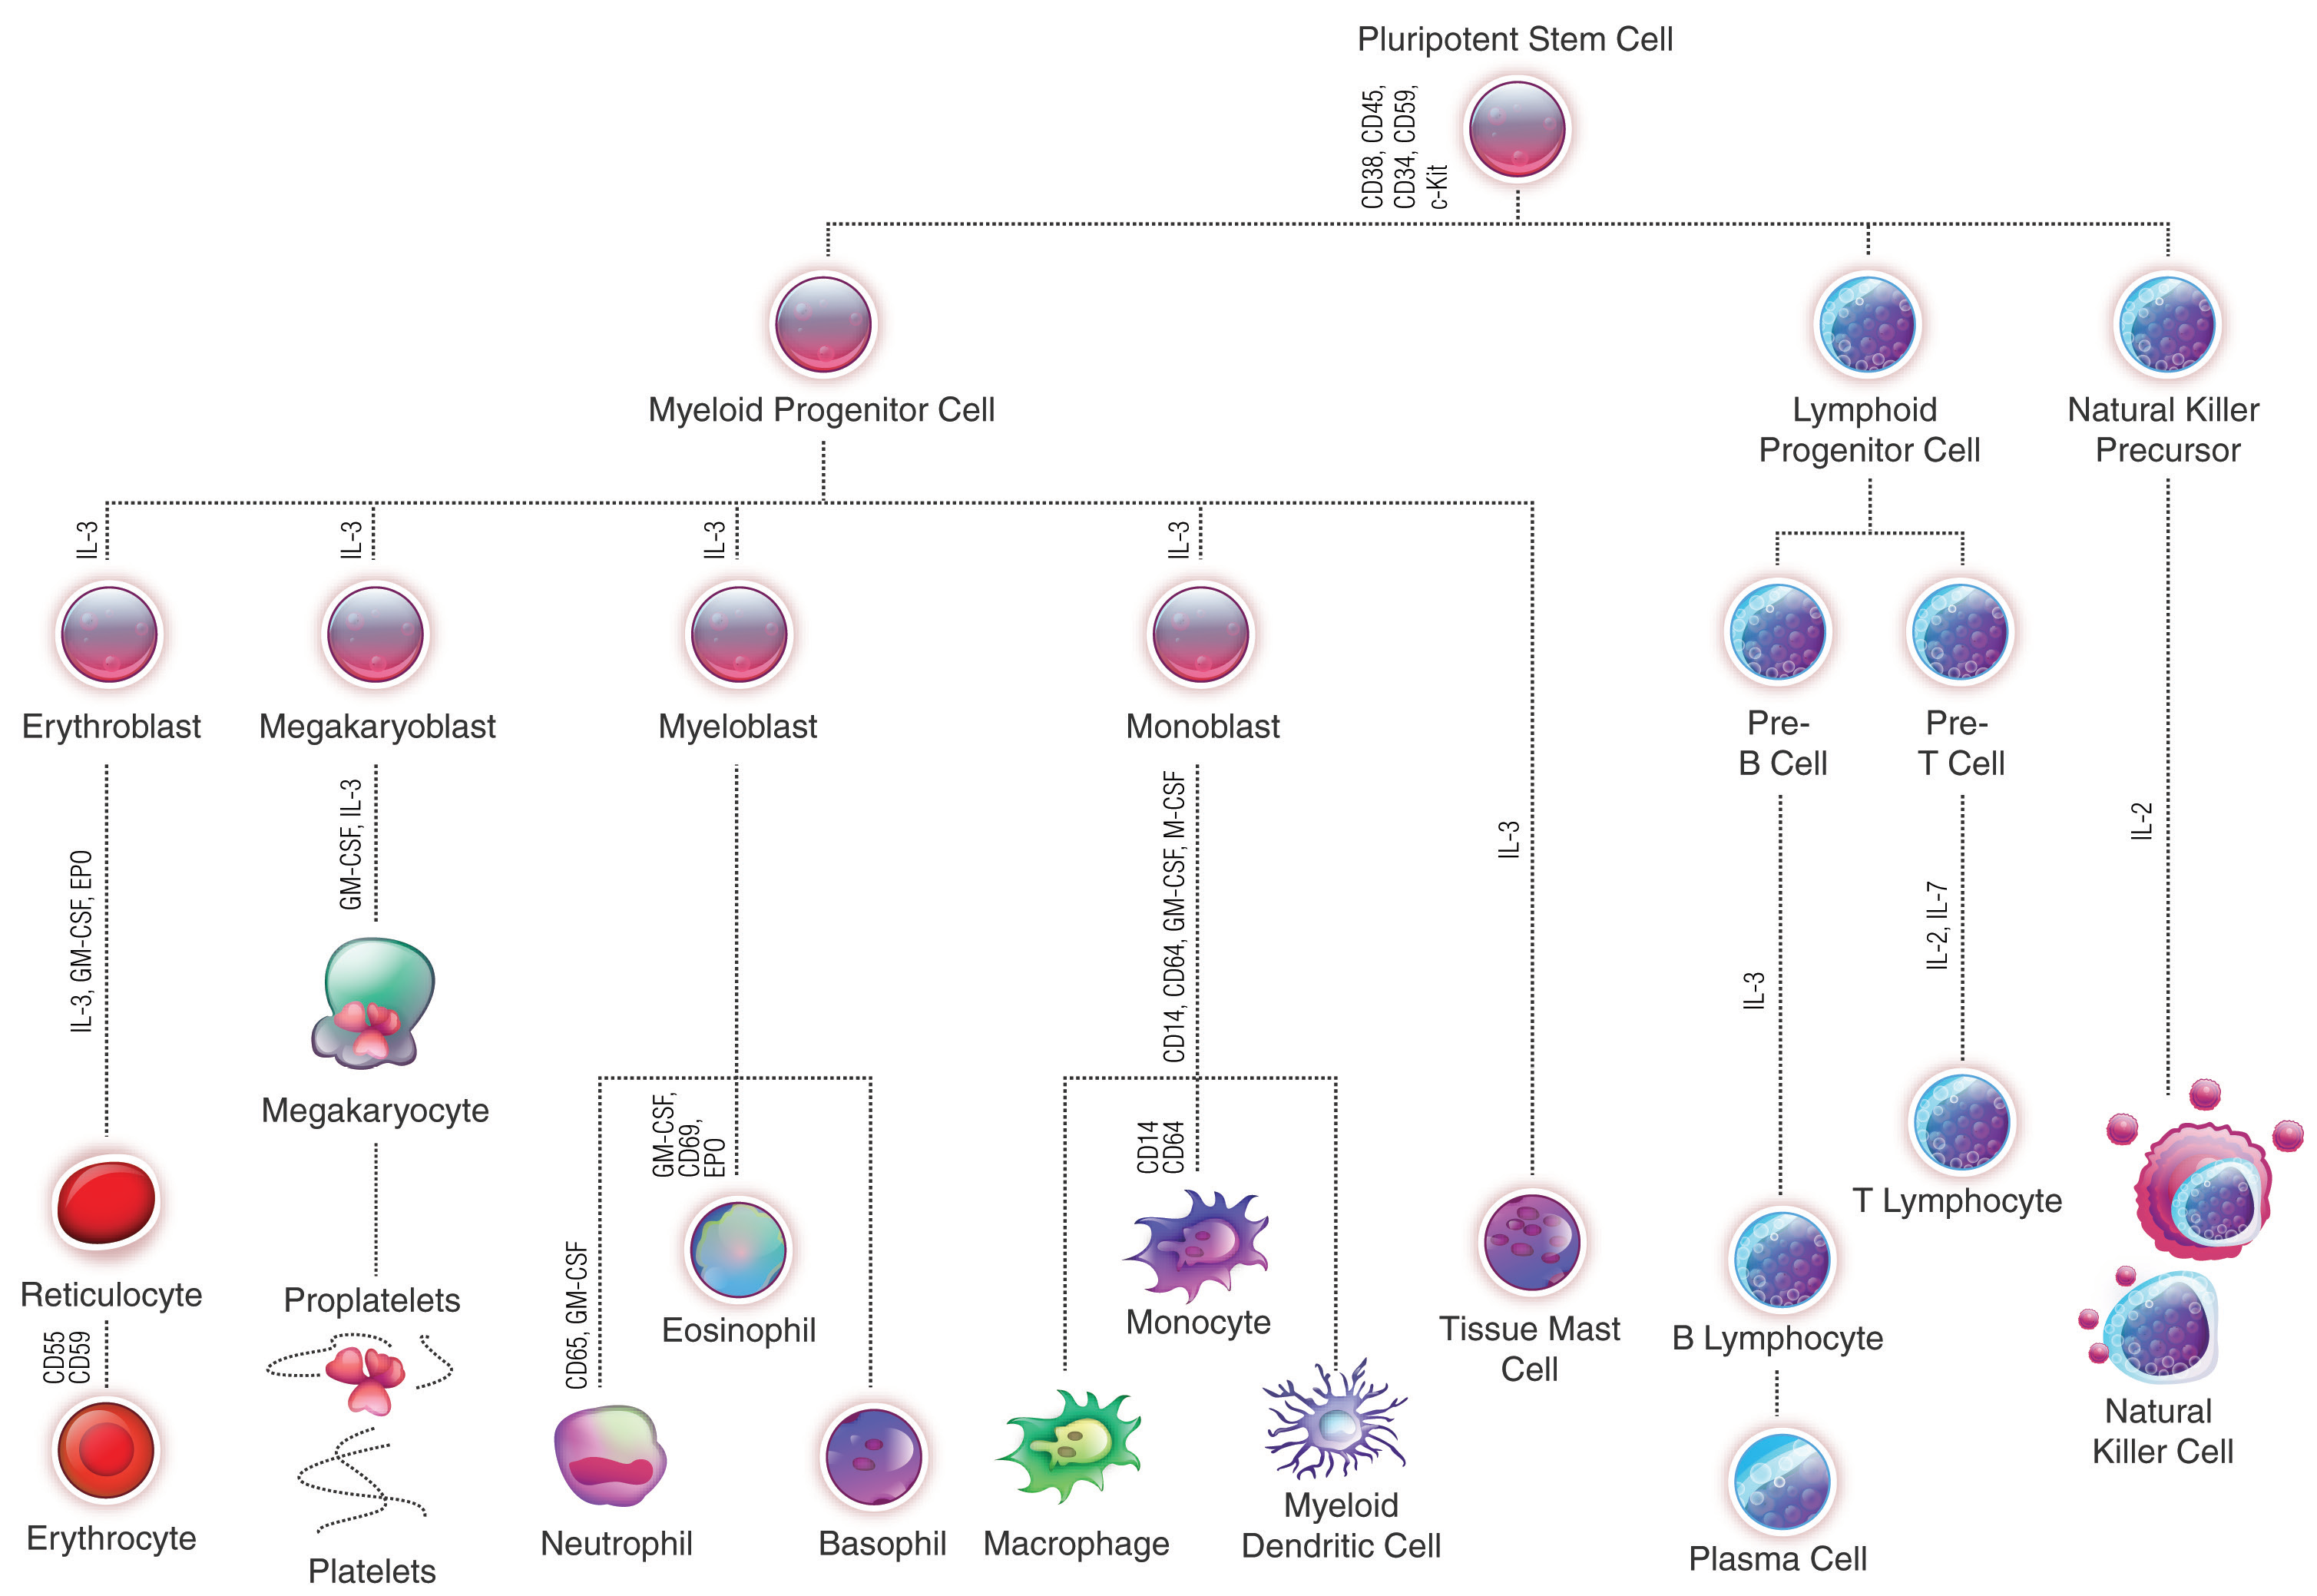 Pluripotent Stem Cell
CD38, CD45,
CD34, CD59,
c-Kit
Myeloid Progenitor Cell
Lymphoid
Progenitor Cell
Natural Killer
Precursor
IL-3
IL-3
IL-3
IL-3
Erythroblast
Megakaryoblast
Myeloblast
Monoblast
Pre-
B Cell
Pre-
T Cell
IL-3, GM-CSF, EPO
GM-CSF, IL-3
CD14, CD64, GM-CSF, M-CSF
IL-3
IL-3
IL-2, IL-7
IL-2
Megakaryocyte
GM-CSF,
CD69,
EPO
CD14
CD64
T Lymphocyte
Reticulocyte
Proplatelets
CD65, GM-CSF
Eosinophil
Monocyte
Tissue Mast
Cell
B Lymphocyte
CD55
CD59
Natural
Killer Cell
Erythrocyte
Platelets
Neutrophil
Basophil
Macrophage
Myeloid
Dendritic Cell
Plasma Cell